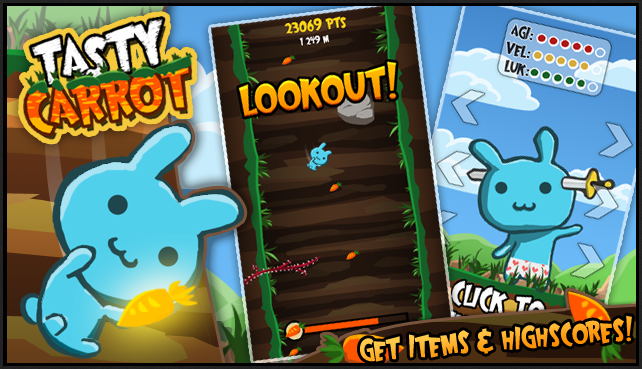 TASTY
CARROT
23069 PTS
1 249 M
LOOKOUT!
AGI:
VEL:
LUK:
CLICK TO
GET ITEMS & HIGHSCORES!